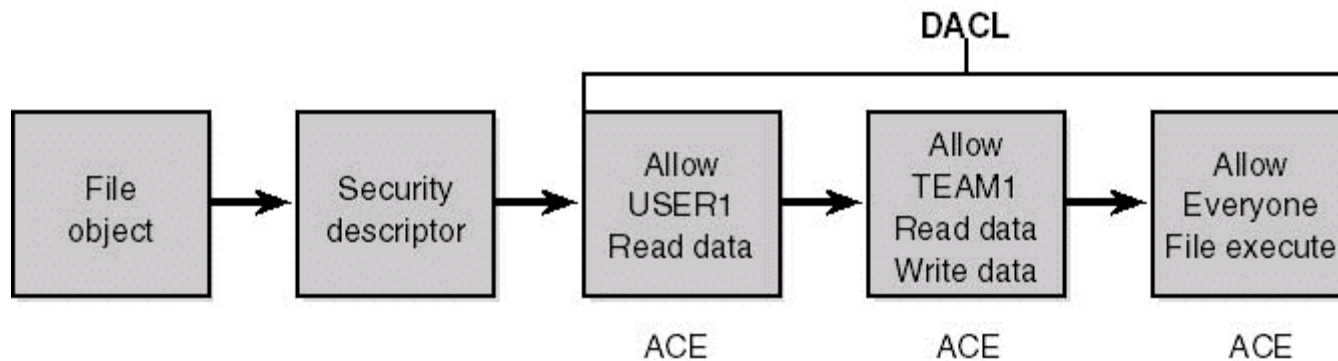 DACL
File
object
Security
descriptor
Allow
USER1
Read data
Allow
TEAM1
Read data
Write data
Allow
Everyone
File execute
ACE
ACE
ACE